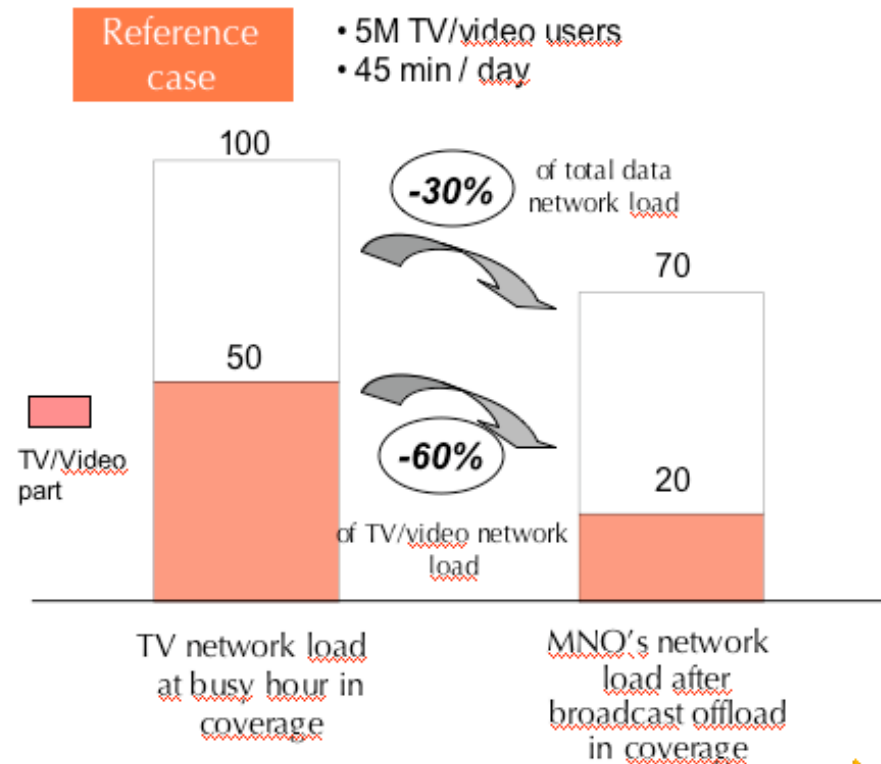 Reference
case
• 5M TV/video users
• 45 min / day
100
-30%
of total data
network load
70
50
TV/Video
part
-60%
20
of TV/video network
load
TV network load
at busy hour in
coverage
MNO's network
load after
broadcast offload
in coverage